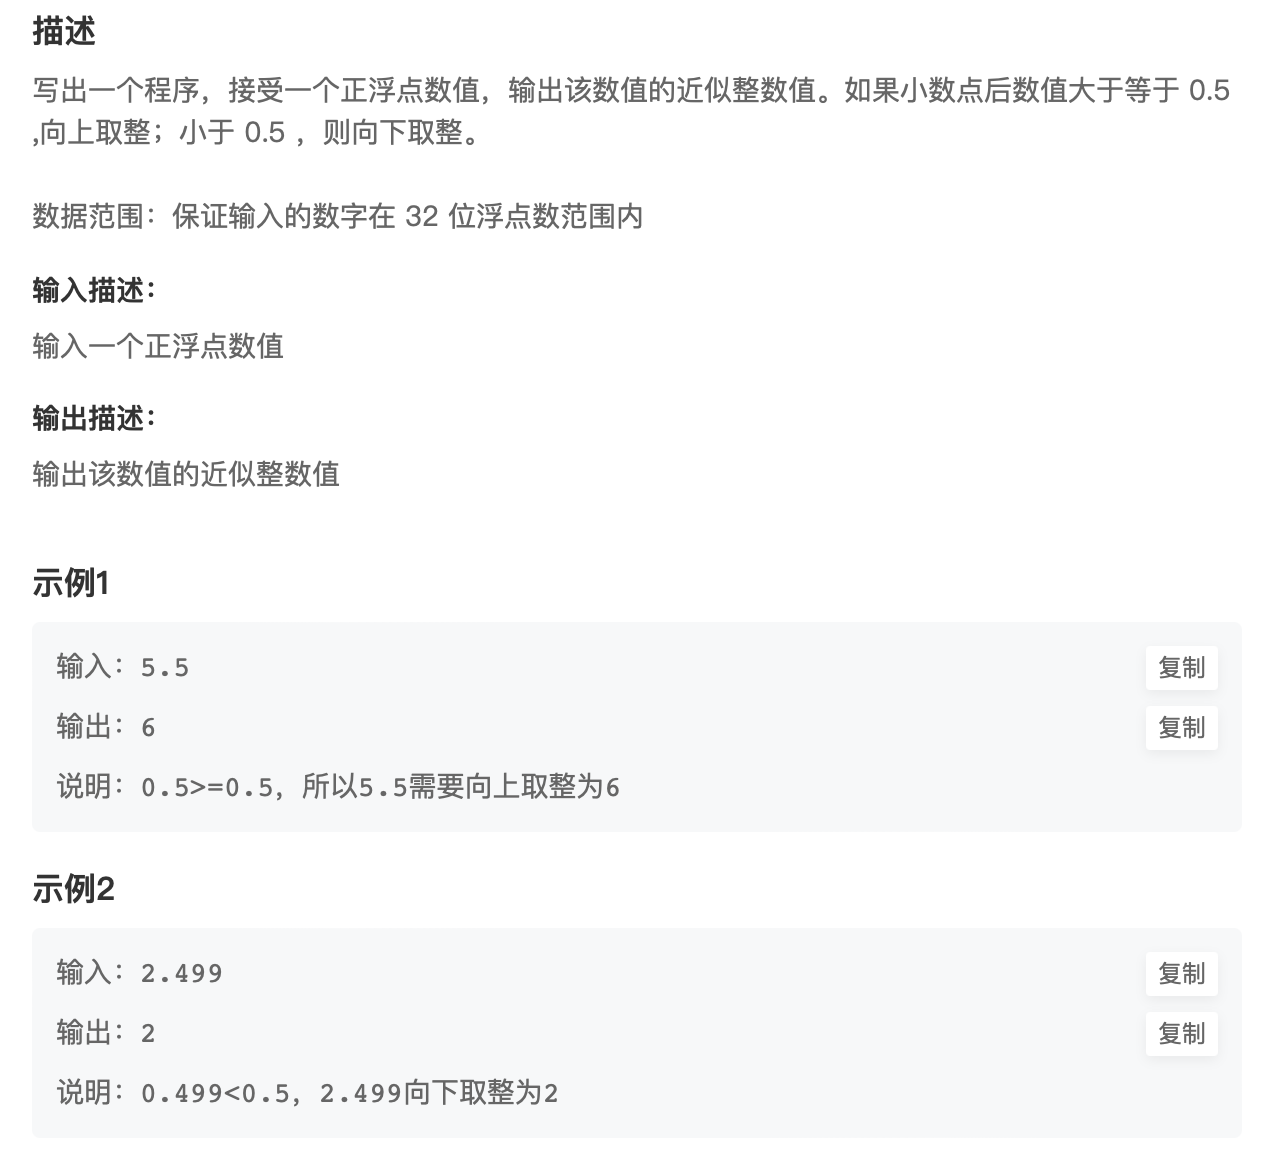 描述
写出一个程序，接受一个正浮点数值，输出该数值的近似整数值。如果小数点后数值大于等于 0.5
,向上取整；小于 0.5 ，则向下取整。
数据范围：保证输入的数字在 32 位浮点数范围内
输入描述：
输入一个正浮点数值
输出描述：
输出该数值的近似整数值
示例1
输入：5.5 复制
输出：6 复制
说明：0.5>=0.5，所以5.5需要向上取整为6
示例2
输入：2.499 复制
输出：2 复制
说明：0.499<0.5，2.499向下取整为2